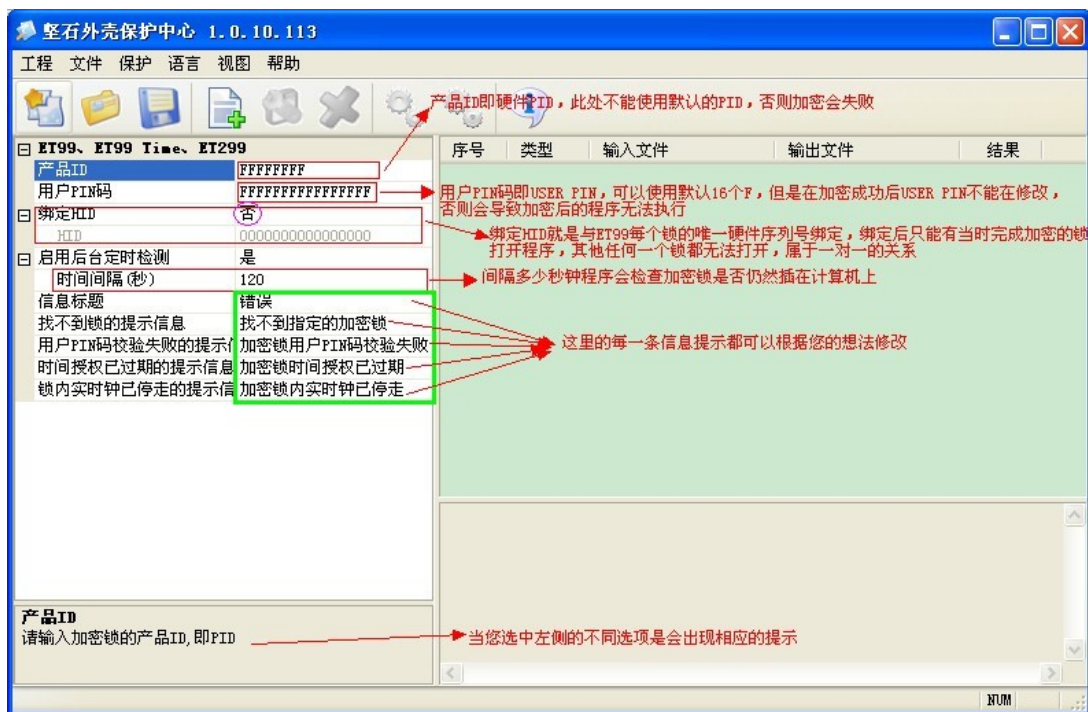 坚石外壳保护中心 1.0.10.113
工程 文件 保护 语言 视图 帮助
产品ID即硬件PID，此处不能使用默认的PID，否则加密会失败
ET99、ET99 Time、ET299
产品ID FFFFFFFF
用户PIN码 FFFFFFFFFFFFFFFF
绑定HID 否
HID 0000000000000000
启用后台定时检测 是
时间间隔(秒) 120
信息标题 错误
找不到锁的提示信息 找不到指定的加密锁
用户PIN码校验失败的提示信 加密锁用户PIN码校验失败
时间授权已过期的提示信息 加密锁时间授权已过期
锁内实时钟已停走的提示信 加密锁内实时钟已停走
序号 类型 输入文件 输出文件 结果
用户PIN码即USER PIN，可以使用默认16个F，但是在加密成功后USER PIN不能在修改，
否则会导致加密后的程序无法执行
绑定HID就是与ET99每个锁的唯一硬件序列号绑定，绑定后只能有当时完成加密的锁
打开程序，其他任何一个锁都无法打开，属于一对一的关系
间隔多少秒钟程序会检查加密锁是否仍然插在计算机上
这里的每一条信息提示都可以根据您的想法修改
产品ID
请输入加密锁的产品ID,即PID
当您选中左侧的不同选项是会出现相应的提示
NUM